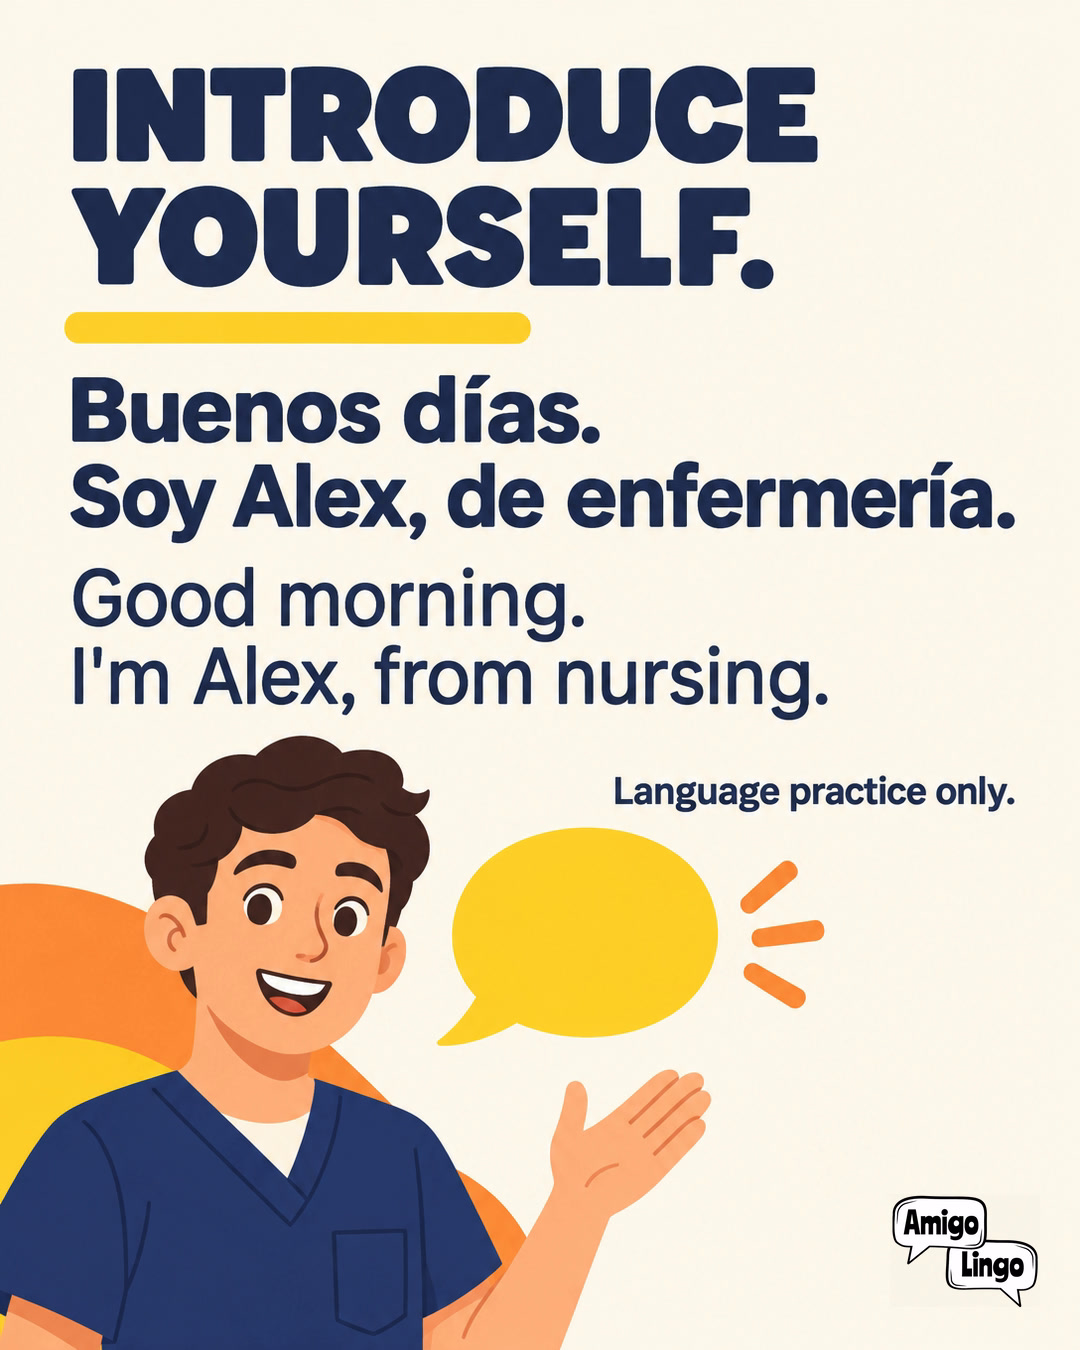 INTRODUCE
YOURSELF.
Buenos días.
Soy Alex, de enfermería.
Good morning.
I'm Alex, from nursing.
Language practice only.
Amigo
Lingo